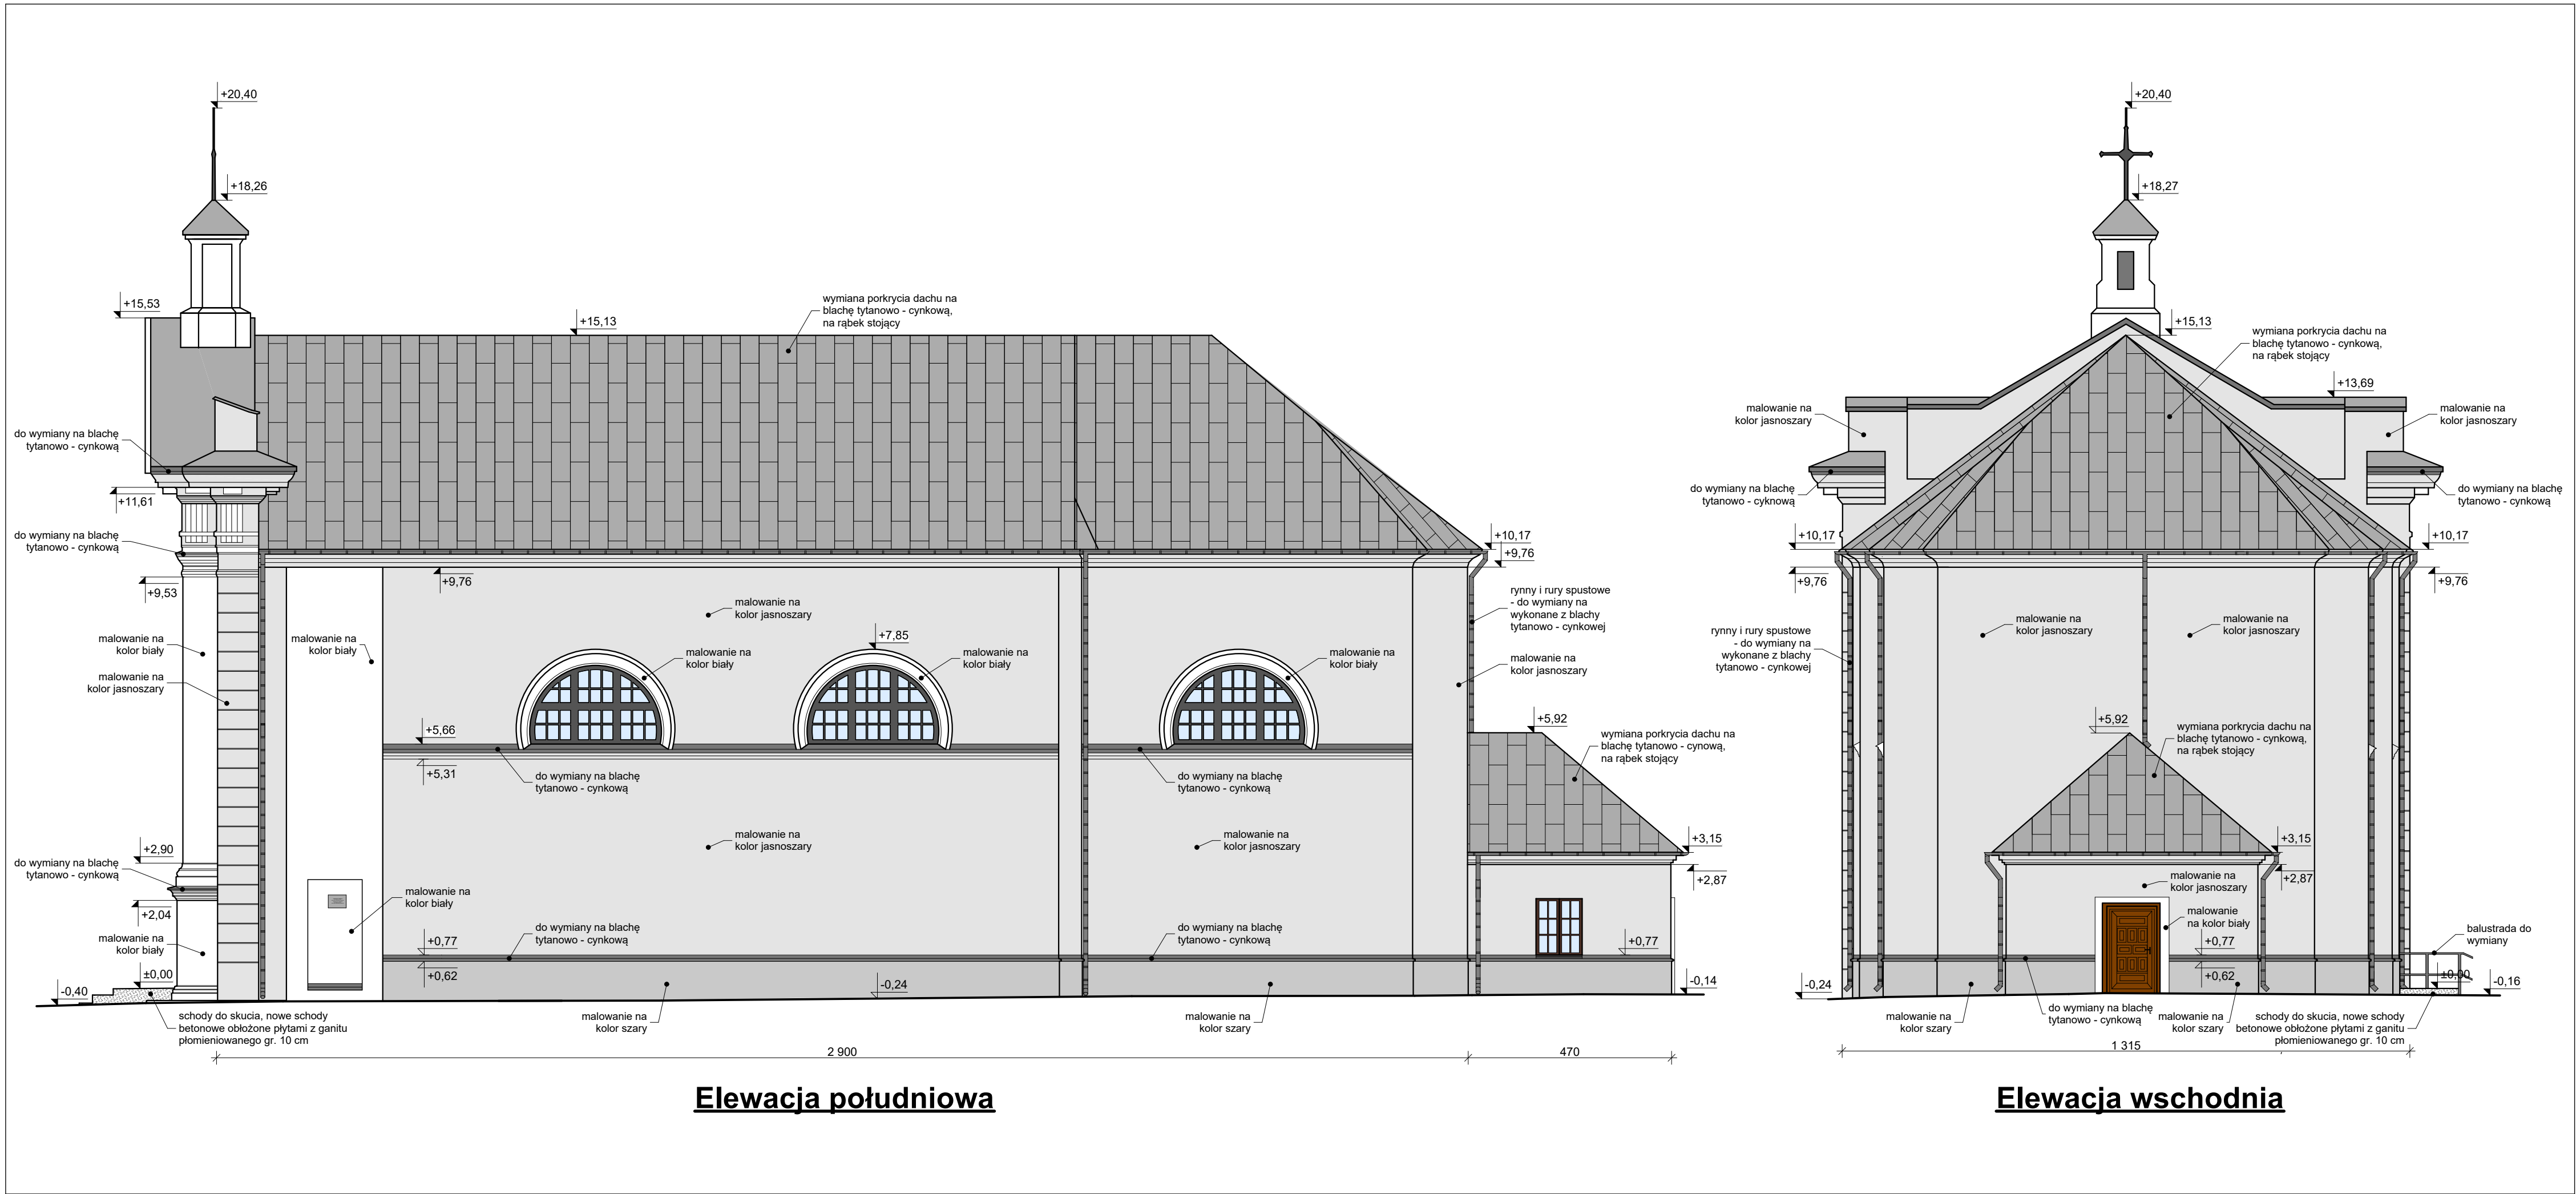 +20,40
+18,26
+15,53
+15,13
wymiana porkrycia dachu na
blachę tytanowo - cynkową,
na rąbek stojący
do wymiany na blachę
tytanowo - cynkową
+11,61
do wymiany na blachę
tytanowo - cynkową
+9,53
+9,76
+10,17
+9,76
malowanie na
kolor biały
malowanie na
kolor jasnoszary
malowanie na
kolor biały
malowanie na
kolor jasnoszary
+7,85
malowanie na
kolor biały
malowanie na
kolor biały
malowanie na
kolor biały
rynny i rury spustowe
- do wymiany na
wykonane z blachy
tytanowo - cynkowej
malowanie na
kolor jasnoszary
+5,66
+5,31
do wymiany na blachę
tytanowo - cynkową
do wymiany na blachę
tytanowo - cynkową
+5,92
wymiana porkrycia dachu na
blachę tytanowo - cynową,
na rąbek stojący
malowanie na
kolor jasnoszary
malowanie na
kolor jasnoszary
+3,15
+2,87
+2,90
do wymiany na blachę
tytanowo - cynkową
+2,04
malowanie na
kolor biały
malowanie na
kolor biały
+0,77
+0,62
do wymiany na blachę
tytanowo - cynkową
do wymiany na blachę
tytanowo - cynkową
+0,77
±0,00
-0,40
-0,24
-0,14
schody do skucia, nowe schody
betonowe obłożone płytami z ganitu
płomieniowanego gr. 10 cm
malowanie na
kolor szary
malowanie na
kolor szary
2 900
470
Elewacja południowa
+20,40
+18,27
+15,13
wymiana porkrycia dachu na
blachę tytanowo - cynkową,
na rąbek stojący
+13,69
malowanie na
kolor jasnoszary
malowanie na
kolor jasnoszary
do wymiany na blachę
tytanowo - cyknową
do wymiany na blachę
tytanowo - cynkową
+10,17
+9,76
+10,17
+9,76
rynny i rury spustowe
- do wymiany na
wykonane z blachy
tytanowo - cynkowej
malowanie na
kolor jasnoszary
malowanie na
kolor jasnoszary
+5,92
wymiana porkrycia dachu na
blachę tytanowo - cynkową,
na rąbek stojący
+3,15
+2,87
malowanie na
kolor jasnoszary
malowanie
na kolor biały
+0,77
+0,62
balustrada do
wymiany
±0,00
-0,24
-0,16
malowanie na
kolor szary
do wymiany na blachę
tytanowo - cynkową
malowanie na
kolor szary
schody do skucia, nowe schody
betonowe obłożone płytami z ganitu
płomieniowanego gr. 10 cm
1 315
Elewacja wschodnia